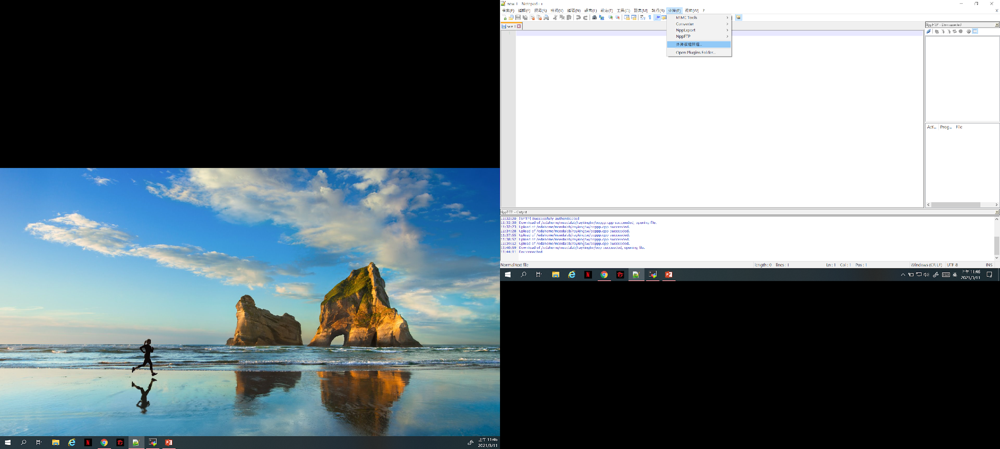 new 1 - Notepad++
檔案(F) 編輯(E) 搜尋(S) 檢視(V) 編碼(N) 語言(L) 設定(T) 工具(O) 巨集(M) 執行(R) 外掛(P) 視窗(W) ?
X
MIME Tools
Converter
NppExport
NppFTP
外掛模組管理...
Open Plugins Folder...
new 1
1
NppFTP - Disconnected
Acti... Prog... File
NppFTP - Output
11:32:20 [SFTP] Successfully authenticated
11:32:20 Download of /edahome/msedalab/raykingtw/ooppp.cpp succeeded, opening file.
11:32:23 Upload of /edahome/msedalab/raykingtw/ooppp.cpp succeeded.
11:34:28 Upload of /edahome/msedalab/raykingtw/ooppp.cpp succeeded.
11:37:55 Upload of /edahome/msedalab/raykingtw/ooppp.cpp succeeded.
11:38:52 Upload of /edahome/msedalab/raykingtw/ooppp.cpp succeeded.
11:39:12 Upload of /edahome/msedalab/raykingtw/ooppp.cpp succeeded.
11:40:59 Download of /edahome/msedalab/raykingtw/oop succeeded, opening file.
11:44:11 Disconnected
Normal text file length : 0 lines : 1 Ln : 1 Col : 1 Pos : 1 Windows (CR LF) UTF-8 INS
英
上午 11:46
2021/3/11
上午 11:46
2021/3/11